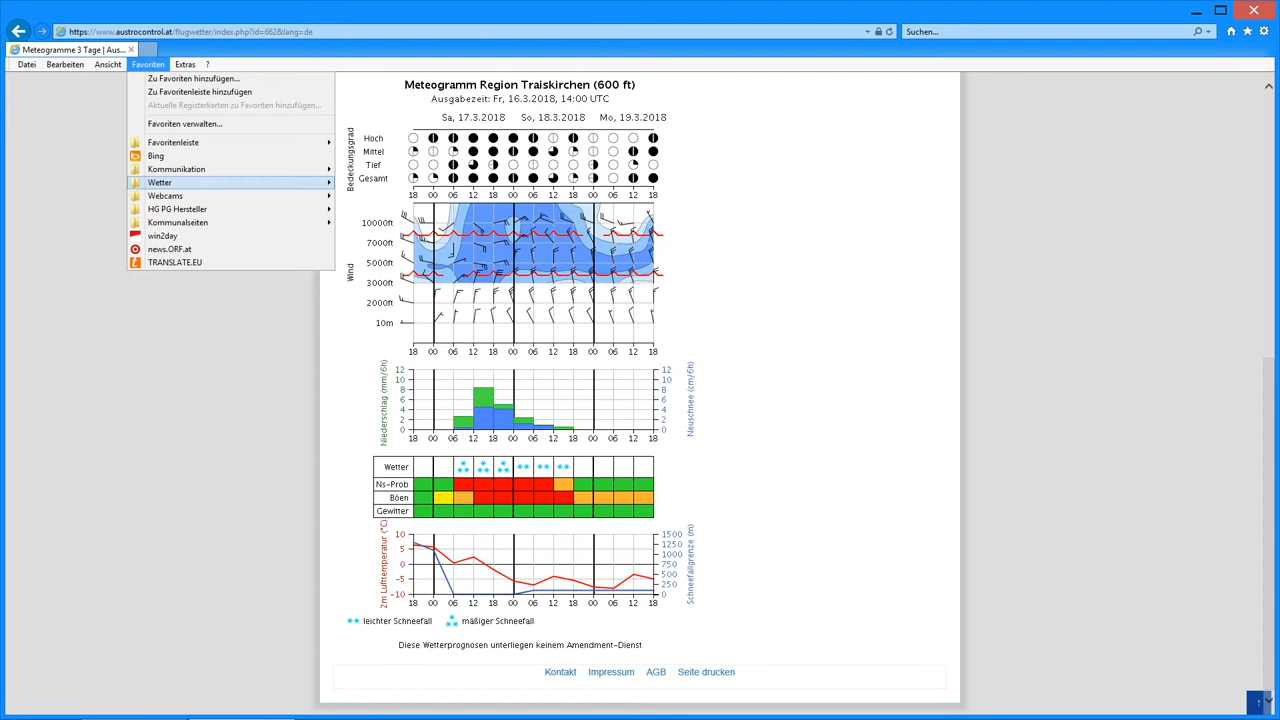 https://www.austrocontrol.at/flugwetter/index.php?id=662&lang=de
Suchen...
Meteogramme 3 Tage | Aus...
Datei Bearbeiten Ansicht Favoriten Extras ?
Zu Favoriten hinzufügen...
Zu Favoritenleiste hinzufügen
Aktuelle Registerkarten zu Favoriten hinzufügen...
Favoriten verwalten...
Favoritenleiste
Bing
Kommunikation
Wetter
Webcams
HG PG Hersteller
Kommunalseiten
win2day
news.ORF.at
TRANSLATE.EU
Meteogramm Region Traiskirchen (600 ft)
Ausgabezeit: Fr, 16.3.2018, 14:00 UTC
Sa, 17.3.2018 So, 18.3.2018 Mo, 19.3.2018
Bedeckungsgrad
Hoch
Mittel
Tief
Gesamt
18 00 06 12 18 00 06 12 18 00 06 12 18
Wind
10000ft
7000ft
5000ft
3000ft
2000ft
10m
18 00 06 12 18 00 06 12 18 00 06 12 18
Niederschlag (mm/6h)
Neuschnee (cm/6h)
12 12
10 10
8 8
6 6
4 4
2 2
0 0
18 00 06 12 18 00 06 12 18 00 06 12 18
Wetter
Ns-Prob
Böen
Gewitter
2m Lufttemperatur (°C)
Schneefallgrenze (m)
10 1500
1250
5 1000
0 750
-5 500
250
-10 0
18 00 06 12 18 00 06 12 18 00 06 12 18
leichter Schneefall mäßiger Schneefall
Diese Wetterprognosen unterliegen keinem Amendment-Dienst
Kontakt Impressum AGB Seite drucken